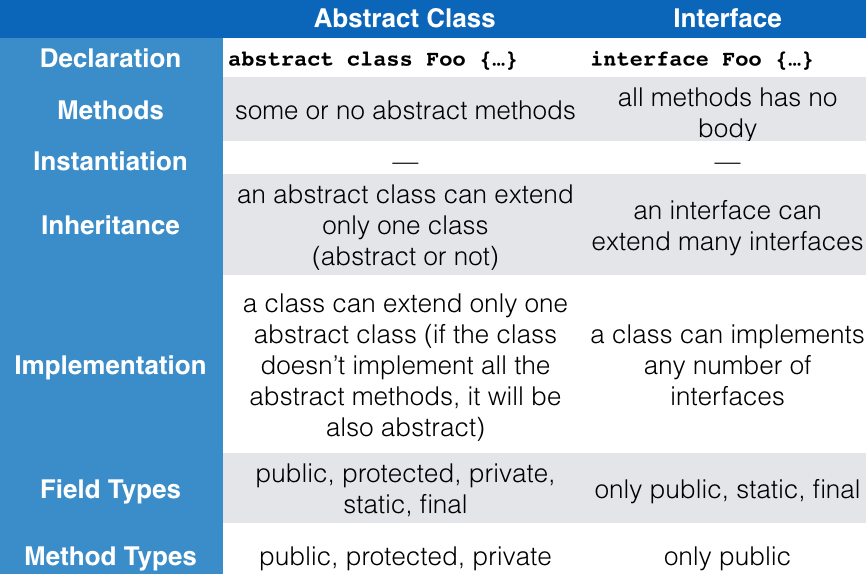 Abstract Class Interface
Declaration abstract class Foo {…} interface Foo {…}
Methods some or no abstract methods all methods has no
body
Instantiation — —
Inheritance an abstract class can extend
only one class
(abstract or not)
an interface can
extend many interfaces
Implementation a class can extend only one
abstract class (if the class
doesn’t implement all the
abstract methods, it will be
also abstract)
a class can implements
any number of
interfaces
Field Types public, protected, private,
static, final
only public, static, final
Method Types public, protected, private only public